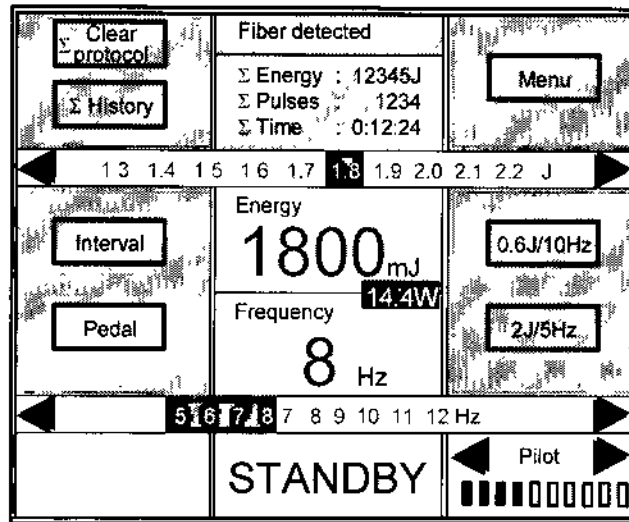 Σ Clear protocol
Σ History
Fiber detected
Σ Energy : 12345J
Σ Pulses : 1234
Σ Time : 0:12:24
Menu
1 3 1.4 1 5 1 6 1.7 1.8 1.9 2.0 2.1 2.2 J
Interval
Pedal
Energy
1800mJ
14.4W
Frequency
8 Hz
0.6J/10Hz
2J/5Hz
5 6 7 8 7 8 9 10 11 12 Hz
STANDBY
Pilot